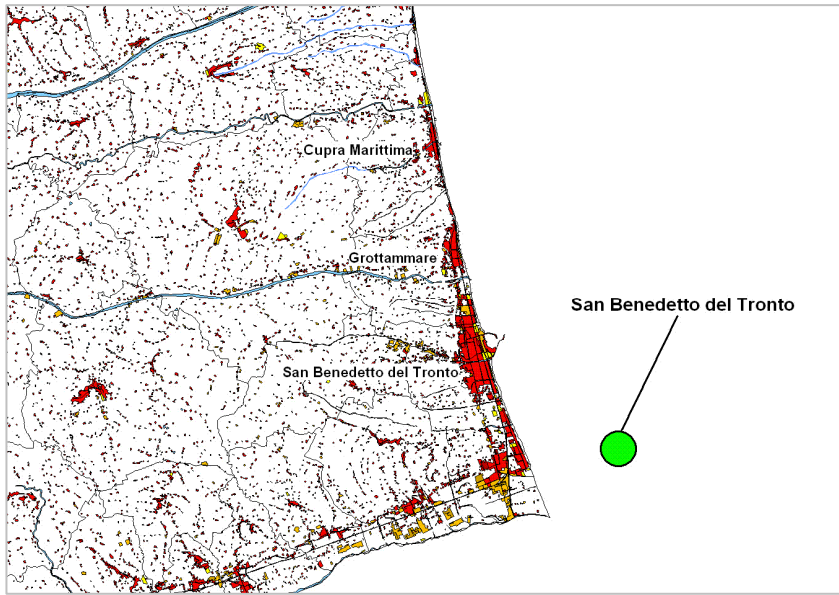 Cupra Marittima
Grottammare
San Benedetto del Tronto
San Benedetto del Tronto